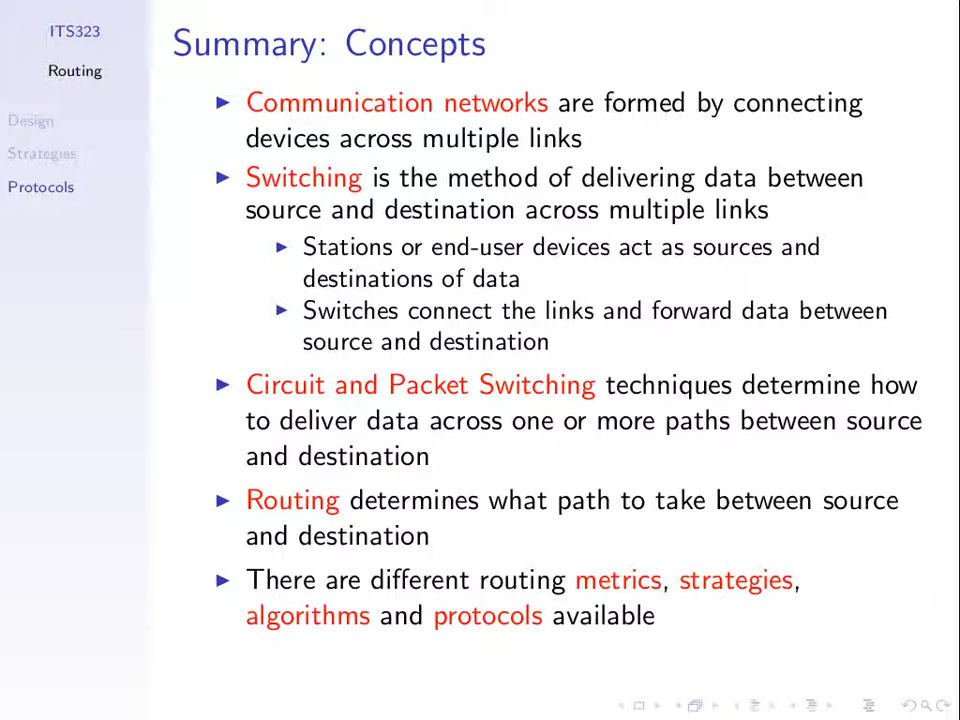 ITS323
Routing
Design
Strategies
Protocols
Summary: Concepts
Communication networks are formed by connecting
devices across multiple links
Switching is the method of delivering data between
source and destination across multiple links
Stations or end-user devices act as sources and
destinations of data
Switches connect the links and forward data between
source and destination
Circuit and Packet Switching techniques determine how
to deliver data across one or more paths between source
and destination
Routing determines what path to take between source
and destination
There are different routing metrics, strategies,
algorithms and protocols available